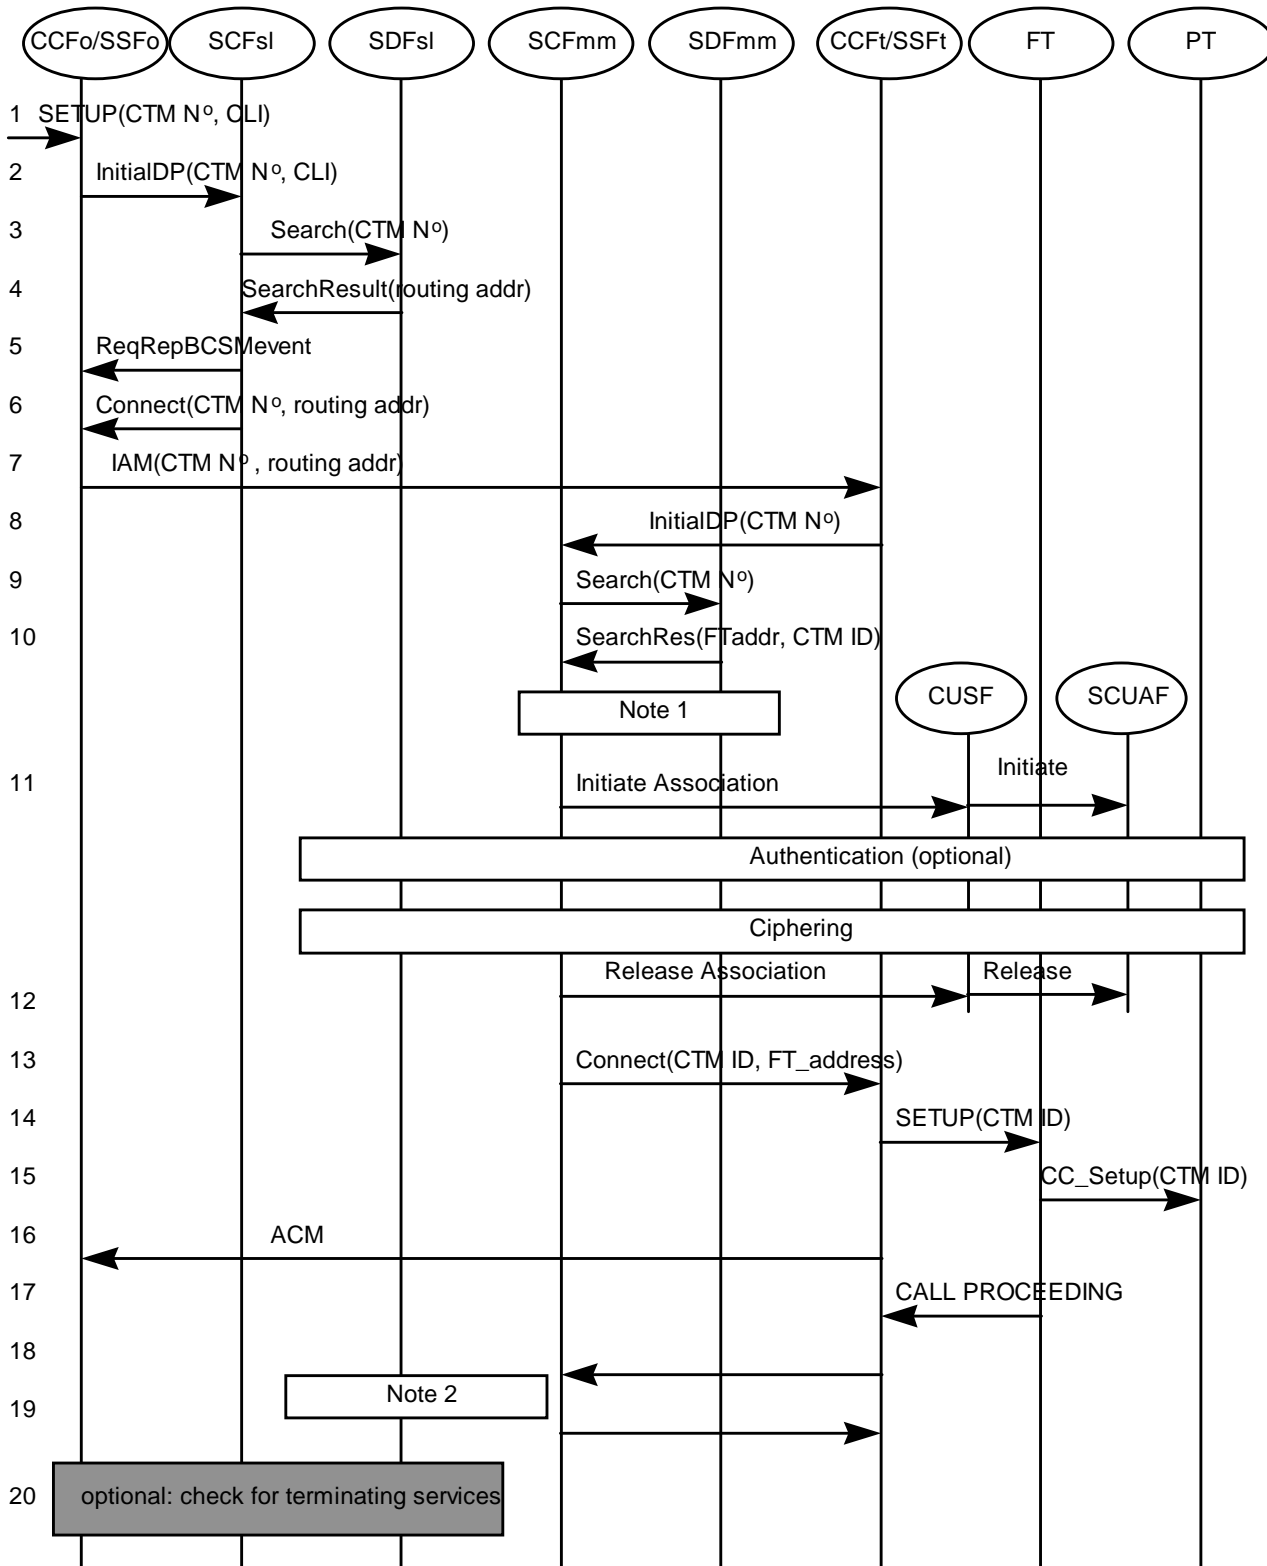 CCFo/SSFo SCFsl SDFsl SCFmm SDFmm CCFt/SSFt FT PT
1 SETUP(CTM Nº, CLI)
2 InitialDP(CTM Nº, CLI)
3 Search(CTM Nº)
4 SearchResult(routing addr)
5 ReqRepBCSMevent
6 Connect(CTM Nº, routing addr)
7 IAM(CTM Nº , routing addr)
8 InitialDP(CTM Nº)
9 Search(CTM Nº)
10 SearchRes(FTaddr, CTM ID)
Note 1 CUSF SCUAF
11 Initiate Association Initiate
Authentication (optional)
Ciphering
Release Association Release
12
13 Connect(CTM ID, FT_address)
14 SETUP(CTM ID)
15 CC_Setup(CTM ID)
16 ACM
17 CALL PROCEEDING
18
Note 2
19
20 optional: check for terminating services